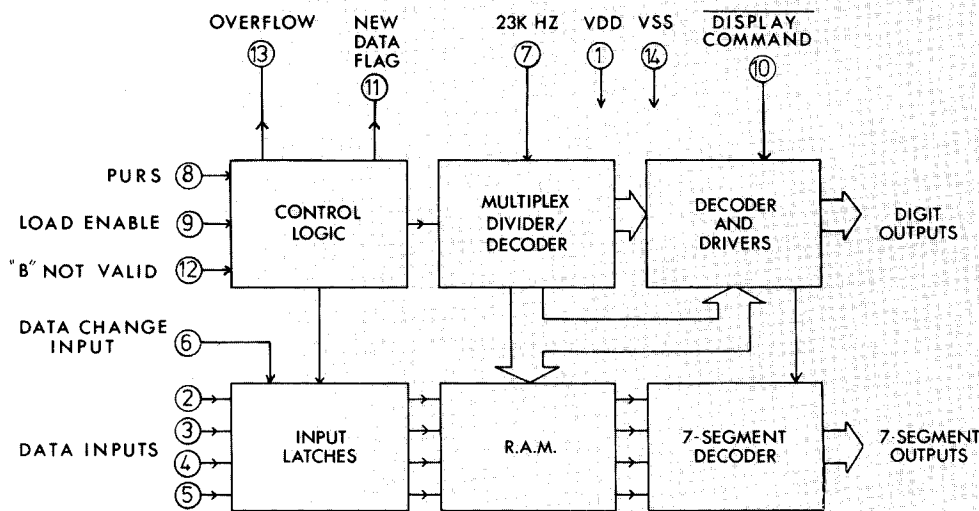 OVERFLOW
13
NEW
DATA
FLAG
11
23K HZ
7
VDD
1
VSS
14
DISPLAY
COMMAND
10
PURS 8
LOAD ENABLE 9
"B" NOT VALID 12
CONTROL
LOGIC
MULTIPLEX
DIVIDER/
DECODER
DECODER
AND
DRIVERS
DIGIT
OUTPUTS
DATA CHANGE
INPUT
6
DATA INPUTS
2
3
4
5
INPUT
LATCHES
R.A.M.
7-SEGMENT
DECODER
7-SEGMENT
OUTPUTS